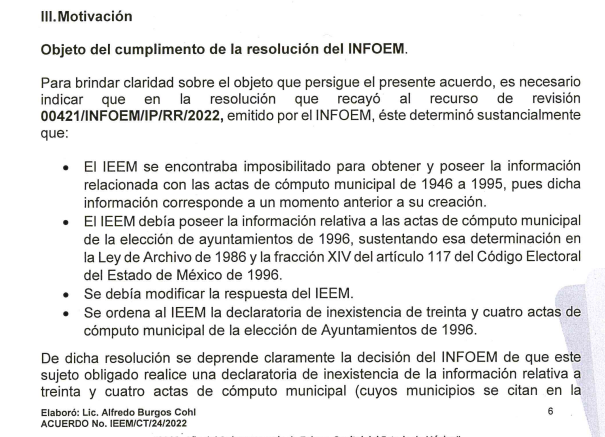 III. Motivación
Objeto del cumplimento de la resolución del INFOEM.
Para brindar claridad sobre el objeto que persigue el presente acuerdo, es necesario
indicar que en la resolución que recayó al recurso de revisión
00421/INFOEM/IP/RR/2022, emitido por el INFOEM, éste determinó sustancialmente
que:
• El IEEM se encontraba imposibilitado para obtener y poseer la información
relacionada con las actas de cómputo municipal de 1946 a 1995, pues dicha
información corresponde a un momento anterior a su creación.
• El IEEM debía poseer la información relativa a las actas de cómputo municipal
de la elección de ayuntamientos de 1996, sustentando esa determinación en
la Ley de Archivo de 1986 y la fracción XIV del artículo 117 del Código Electoral
del Estado de México de 1996.
• Se debía modificar la respuesta del IEEM.
• Se ordena al IEEM la declaratoria de inexistencia de treinta y cuatro actas de
cómputo municipal de la elección de Ayuntamientos de 1996.
De dicha resolución se deprende claramente la decisión del INFOEM de que este
sujeto obligado realice una declaratoria de inexistencia de la información relativa a
treinta y cuatro actas de cómputo municipal (cuyos municipios se citan en la
Elaboró: Lic. Alfredo Burgos Cohl
6
ACUERDO No. IEEM/CT/24/2022